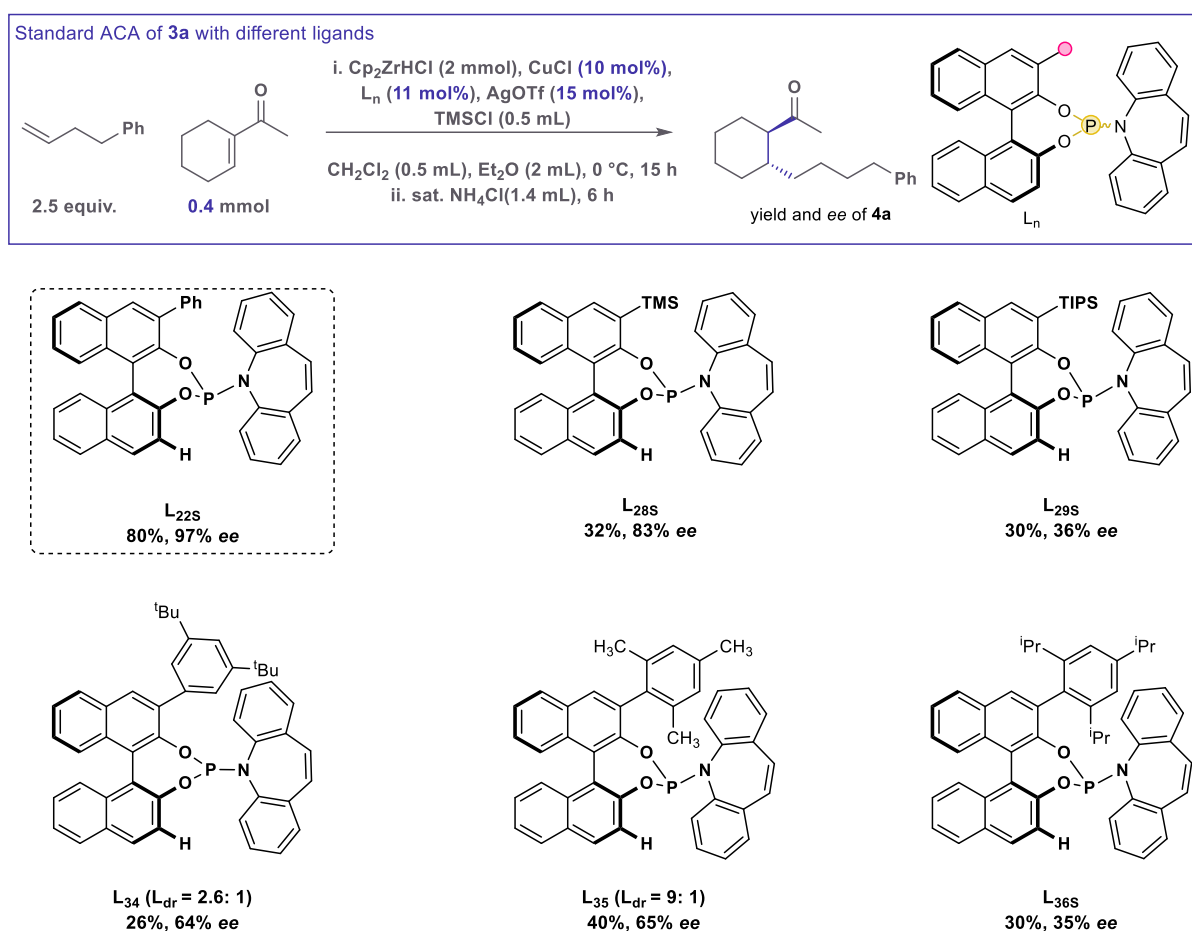 Standard ACA of 3a with different ligands
i. Cp₂ZrHCl (2 mmol), CuCl (10 mol%),
Lₙ (11 mol%), AgOTf (15 mol%),
TMSCl (0.5 mL)
CH₂Cl₂ (0.5 mL), Et₂O (2 mL), 0 °C, 15 h
ii. sat. NH₄Cl(1.4 mL), 6 h
Ph
2.5 equiv.
O
0.4 mmol
O
Ph
yield and ee of 4a
O
O
P
N
Lₙ
Ph
O
O
P
N
H
L₂₂S
80%, 97% ee
TMS
O
O
P
N
H
L₂₈S
32%, 83% ee
TIPS
O
O
P
N
H
L₂₉S
30%, 36% ee
ᵗBu
ᵗBu
O
O
P
N
H
L₃₄ (L_dr = 2.6: 1)
26%, 64% ee
H₃C
CH₃
CH₃
O
O
P
N
H
L₃₅ (L_dr = 9: 1)
40%, 65% ee
ⁱPr
ⁱPr
ⁱPr
O
O
P
N
H
L₃₆S
30%, 35% ee